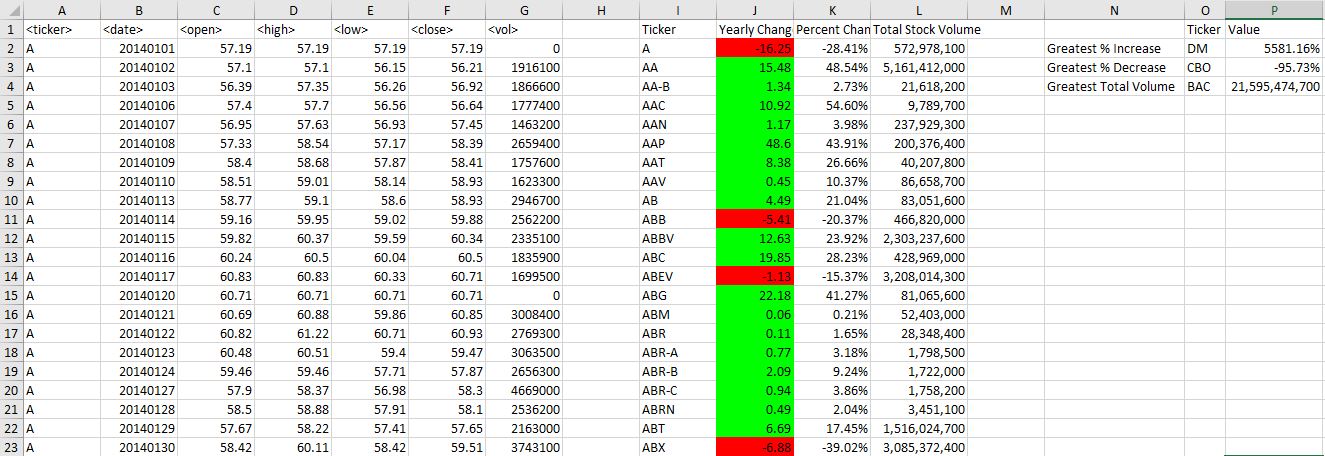 A B C D E F G H I J K L M N O P
1 <ticker> <date> <open> <high> <low> <close> <vol> Ticker Yearly Chang Percent Chan Total Stock Volume Ticker Value
2 A 20140101 57.19 57.19 57.19 57.19 0 A -16.25 -28.41% 572,978,100 Greatest % Increase DM 5581.16%
3 A 20140102 57.1 57.1 56.15 56.21 1916100 AA 15.48 48.54% 5,161,412,000 Greatest % Decrease CBO -95.73%
4 A 20140103 56.39 57.35 56.26 56.92 1866600 AA-B 1.34 2.73% 21,618,200 Greatest Total Volume BAC 21,595,474,700
5 A 20140106 57.4 57.7 56.56 56.64 1777400 AAC 10.92 54.60% 9,789,700
6 A 20140107 56.95 57.63 56.93 57.45 1463200 AAN 1.17 3.98% 237,929,300
7 A 20140108 57.33 58.54 57.17 58.39 2659400 AAP 48.6 43.91% 200,376,400
8 A 20140109 58.4 58.68 57.87 58.41 1757600 AAT 8.38 26.66% 40,207,800
9 A 20140110 58.51 59.01 58.14 58.93 1623300 AAV 0.45 10.37% 86,658,700
10 A 20140113 58.77 59.1 58.6 58.93 2946700 AB 4.49 21.04% 83,051,600
11 A 20140114 59.16 59.95 59.02 59.88 2562200 ABB -5.41 -20.37% 466,820,000
12 A 20140115 59.82 60.37 59.59 60.34 2335100 ABBV 12.63 23.92% 2,303,237,600
13 A 20140116 60.24 60.5 60.04 60.5 1835900 ABC 19.85 28.23% 428,969,000
14 A 20140117 60.83 60.83 60.33 60.71 1699500 ABEV -1.13 -15.37% 3,208,014,300
15 A 20140120 60.71 60.71 60.71 60.71 0 ABG 22.18 41.27% 81,065,600
16 A 20140121 60.69 60.88 59.86 60.85 3008400 ABM 0.06 0.21% 52,403,000
17 A 20140122 60.82 61.22 60.71 60.93 2769300 ABR 0.11 1.65% 28,348,400
18 A 20140123 60.48 60.51 59.4 59.47 3063500 ABR-A 0.77 3.18% 1,798,500
19 A 20140124 59.46 59.46 57.71 57.87 2656300 ABR-B 2.09 9.24% 1,722,000
20 A 20140127 57.9 58.37 56.98 58.3 4669000 ABR-C 0.94 3.86% 1,758,200
21 A 20140128 58.5 58.88 57.91 58.1 2536200 ABRN 0.49 2.04% 3,451,100
22 A 20140129 57.67 58.22 57.41 57.65 2163000 ABT 6.69 17.45% 1,516,024,700
23 A 20140130 58.42 60.11 58.42 59.51 3743100 ABX -6.88 -39.02% 3,085,372,400